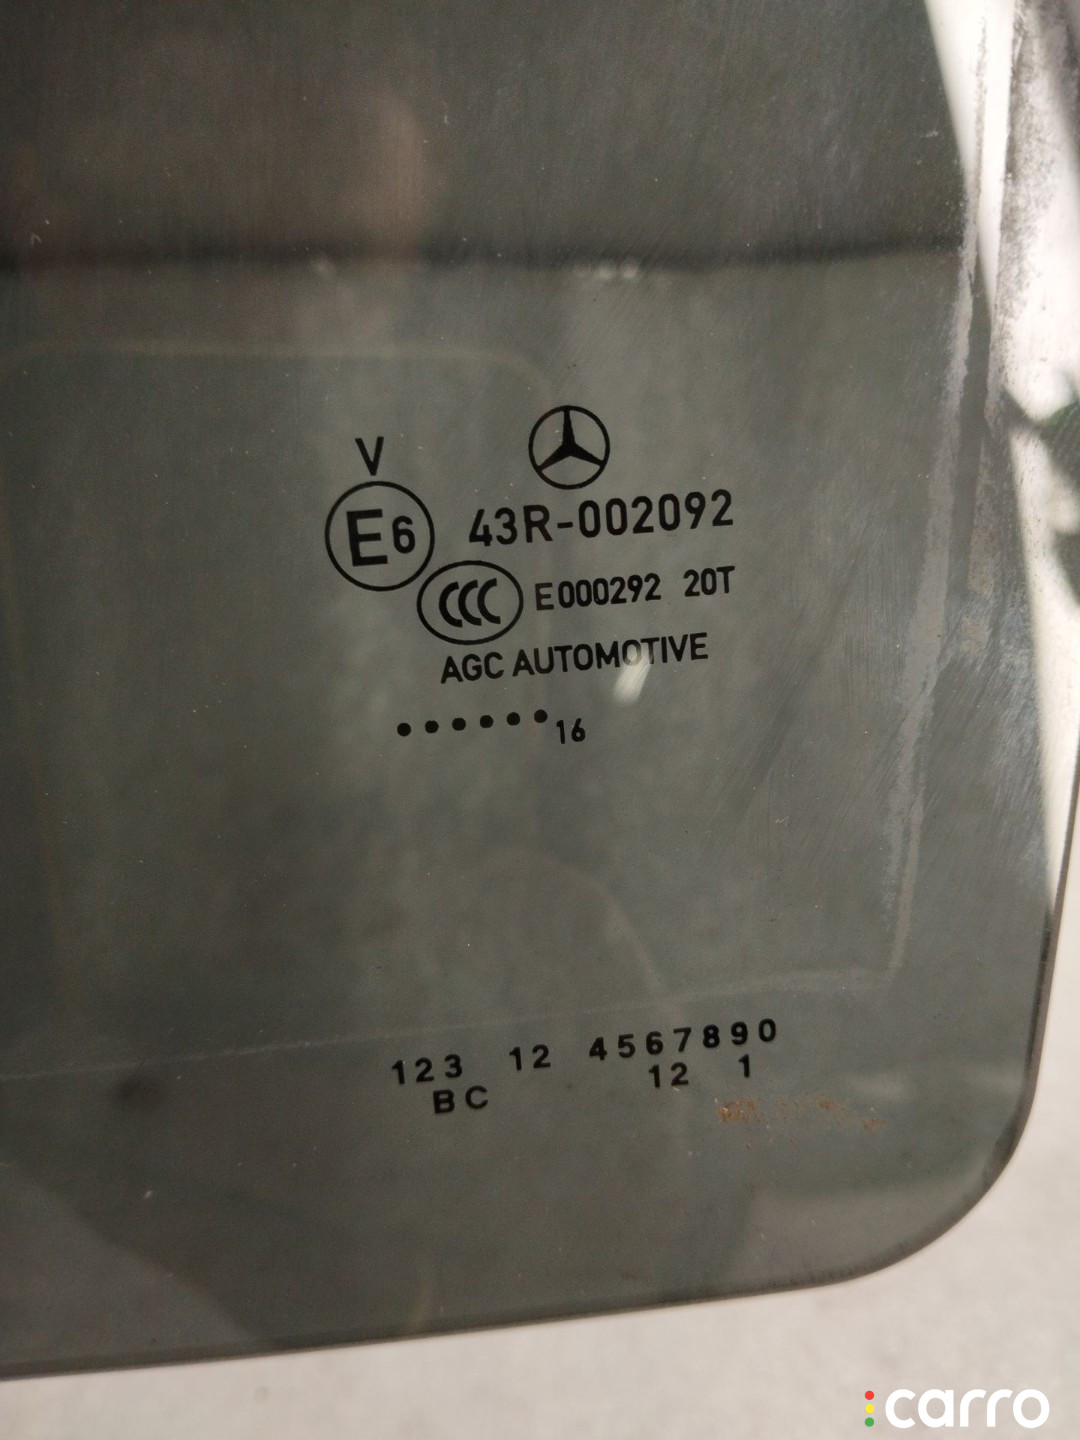 V
E6 43R-002092
CCC E000292 20T
AGC AUTOMOTIVE
●●●●●● 16
123 12 4567890
BC 12 1
carro